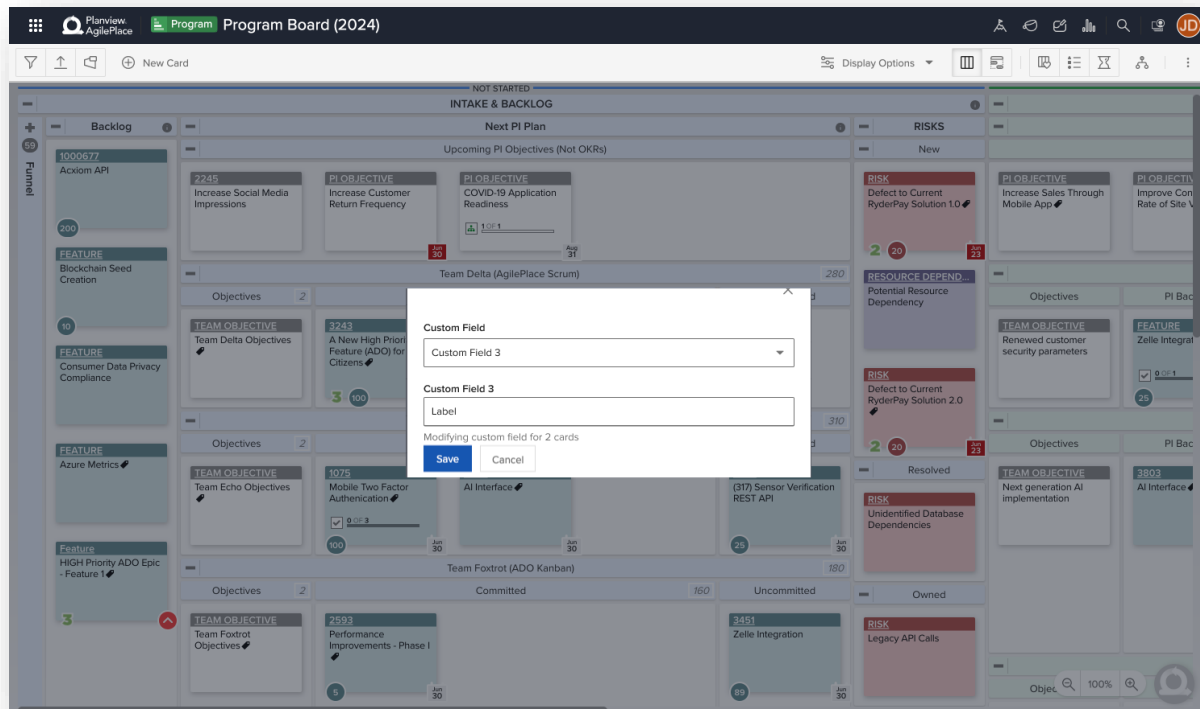 Planview.
AgilePlace
Program
Program Board (2024)
JD
New Card
Display Options
NOT STARTED
INTAKE & BACKLOG
59
Funnel
Backlog
Next PI Plan
RISKS
Upcoming PI Objectives (Not OKRs)
New
1000677
Acxiom API
200
FEATURE
Blockchain Seed
Creation
10
FEATURE
Consumer Data Privacy
Compliance
FEATURE
Azure Metrics
Feature
HIGH Priority ADO Epic
- Feature 1
3
2245
Increase Social Media
Impressions
PI OBJECTIVE
Increase Customer
Return Frequency
Jun
30
PI OBJECTIVE
COVID-19 Application
Readiness
1 OF 1
Aug
31
Team Delta (AgilePlace Scrum)
280
Objectives
2
TEAM OBJECTIVE
Team Delta Objectives
3243
A New High Priori
Feature (ADO) for
Citizens
3
100
310
Objectives
2
TEAM OBJECTIVE
Team Echo Objectives
1075
Mobile Two Factor
Authenication
0 OF 3
100
Jun
30
AI Interface
Jun
30
(317) Sensor Verification
REST API
25
Jun
30
Team Foxtrot (ADO Kanban)
180
Objectives
2
Committed
160
Uncommitted
TEAM OBJECTIVE
Team Foxtrot
Objectives
2593
Performance
Improvements - Phase I
5
Jun
30
3451
Zelle Integration
89
Jun
30
Custom Field
Custom Field 3
Custom Field 3
Label
Modifying custom field for 2 cards
Save
Cancel
RISK
Defect to Current
RyderPay Solution 1.0
2
20
Jun
23
RESOURCE DEPEND...
Potential Resource
Dependency
RISK
Defect to Current
RyderPay Solution 2.0
2
20
Jun
23
Resolved
RISK
Unidentified Database
Dependencies
Owned
RISK
Legacy API Calls
PI OBJECTIVE
Increase Sales Through
Mobile App
PI OBJECTIV
Improve Con
Rate of Site V
Objectives
PI Bac
TEAM OBJECTIVE
Renewed customer
security parameters
FEATURE
Zelle Integrat
0 OF 1
25
Objectives
PI Bac
TEAM OBJECTIVE
Next generation AI
implementation
3803
AI Interface
Objec
100%